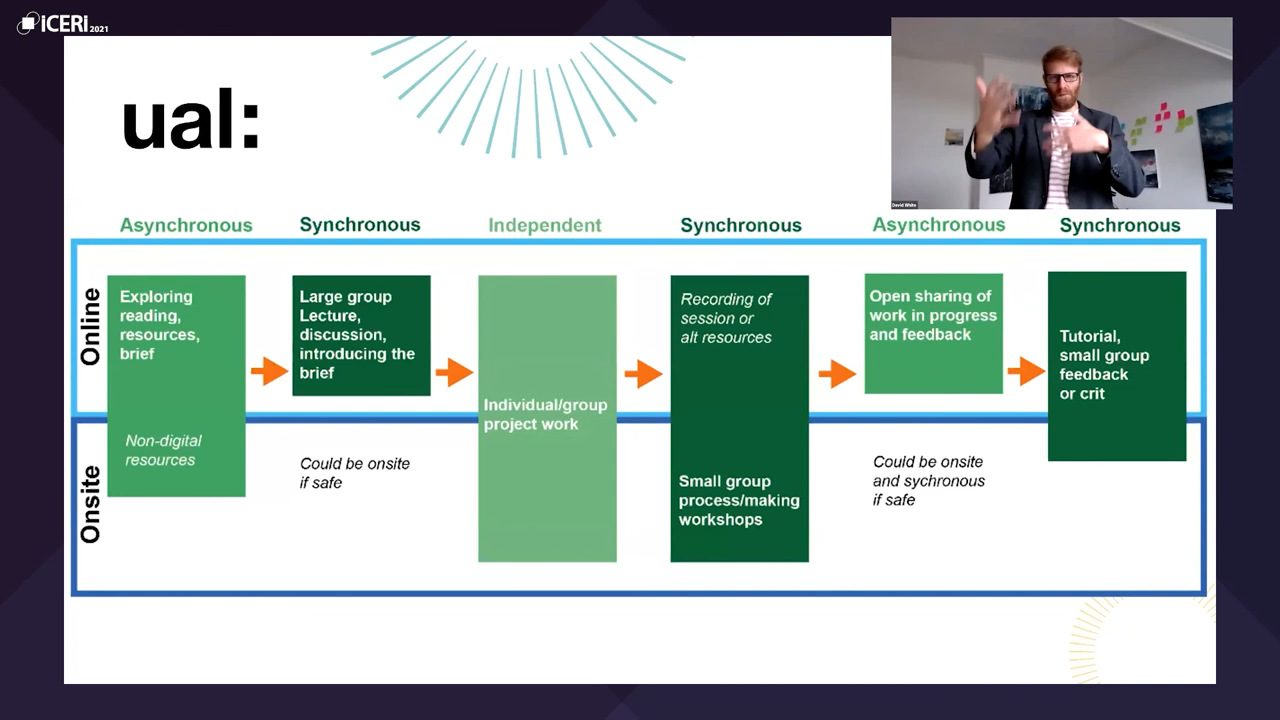 iCERi2021
ual:
David White
Asynchronous
Synchronous
Independent
Synchronous
Asynchronous
Synchronous
Online
Exploring
reading,
resources,
brief
Non-digital
resources
Large group
Lecture,
discussion,
introducing the
brief
Could be onsite
if safe
Individual/group
project work
Recording of
session or
alt resources
Small group
process/making
workshops
Open sharing of
work in progress
and feedback
Could be onsite
and sychronous
if safe
Tutorial,
small group
feedback
or crit
Onsite